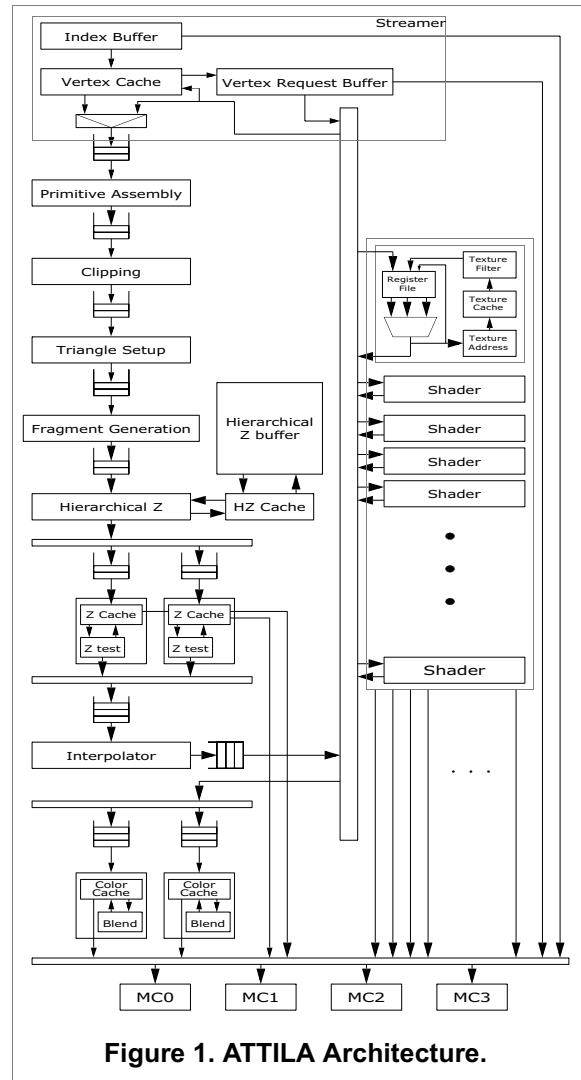 Streamer
Index Buffer
Vertex Cache
Vertex Request Buffer
Primitive Assembly
Clipping
Triangle Setup
Fragment Generation
Hierarchical
Z buffer
Hierarchical Z
HZ Cache
Z Cache
Z test
Z Cache
Z test
Interpolator
Color
Cache
Blend
Color
Cache
Blend
Register
File
Texture
Filter
Texture
Cache
Texture
Address
Shader
Shader
Shader
Shader
Shader
. . .
MC0
MC1
MC2
MC3
Figure 1. ATTILA Architecture.